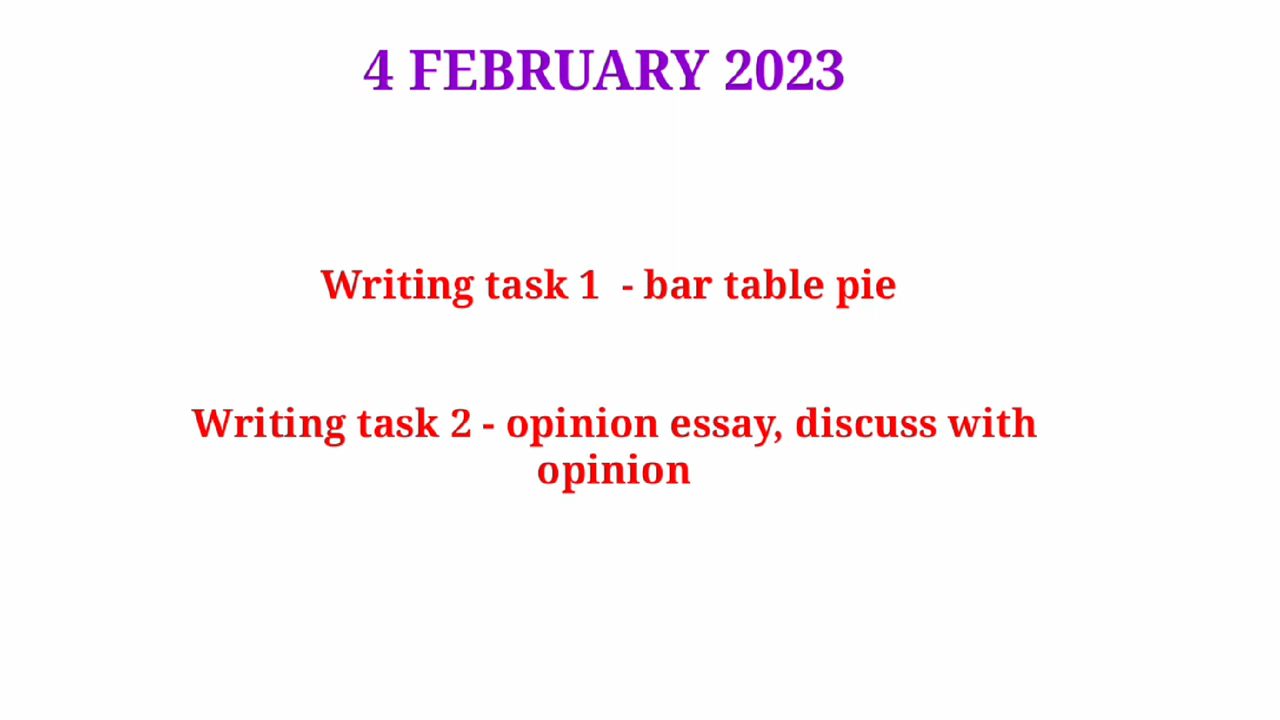 4 FEBRUARY 2023
Writing task 1  - bar table pie
Writing task 2 - opinion essay, discuss with
opinion